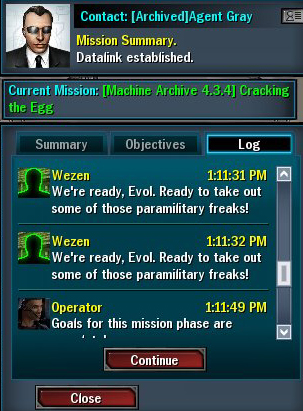 Contact: [Archived]Agent Gray
Mission Summary.
Datalink established.
Current Mission: [Machine Archive 4.3.4] Cracking
the Egg
Summary
Objectives
Log
Wezen 1:11:31 PM
We're ready, Evol. Ready to take out
some of those paramilitary freaks!
Wezen 1:11:32 PM
We're ready, Evol. Ready to take out
some of those paramilitary freaks!
Operator 1:11:49 PM
Goals for this mission phase are
Continue
Close